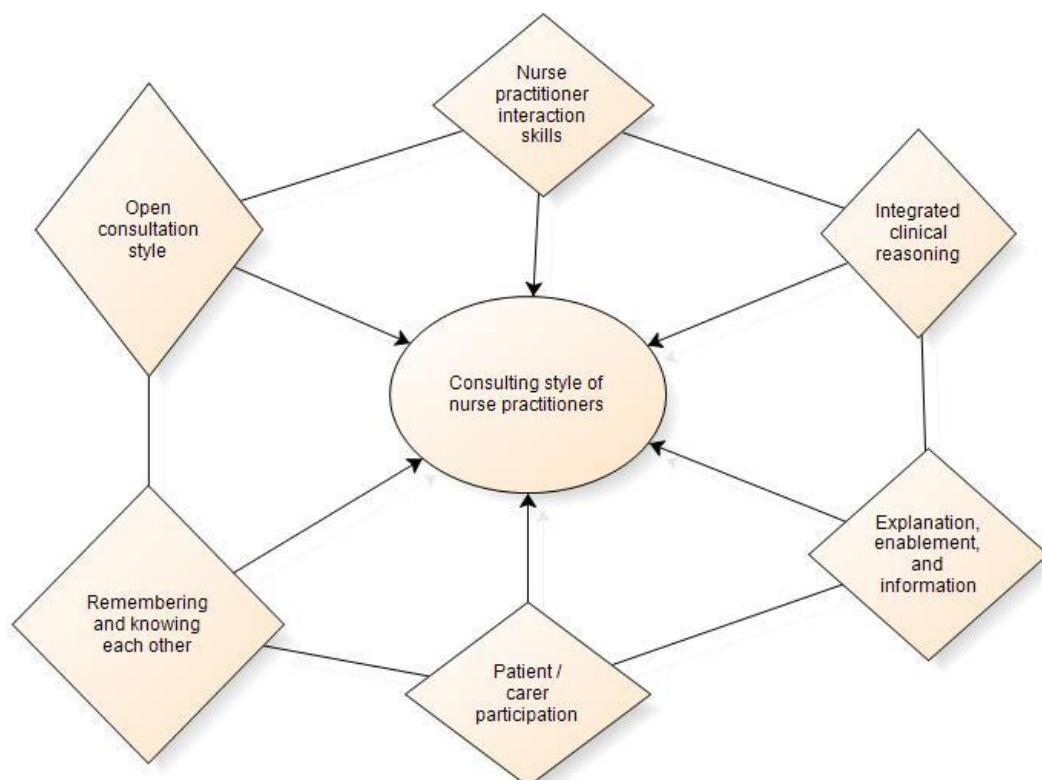 Nurse
practitioner
interaction
skills
Open
consultation
style
Integrated
clinical
reasoning
Consulting style of
nurse practitioners
Explanation,
enablement,
and
information
Remembering
and knowing
each other
Patient /
carer
participation